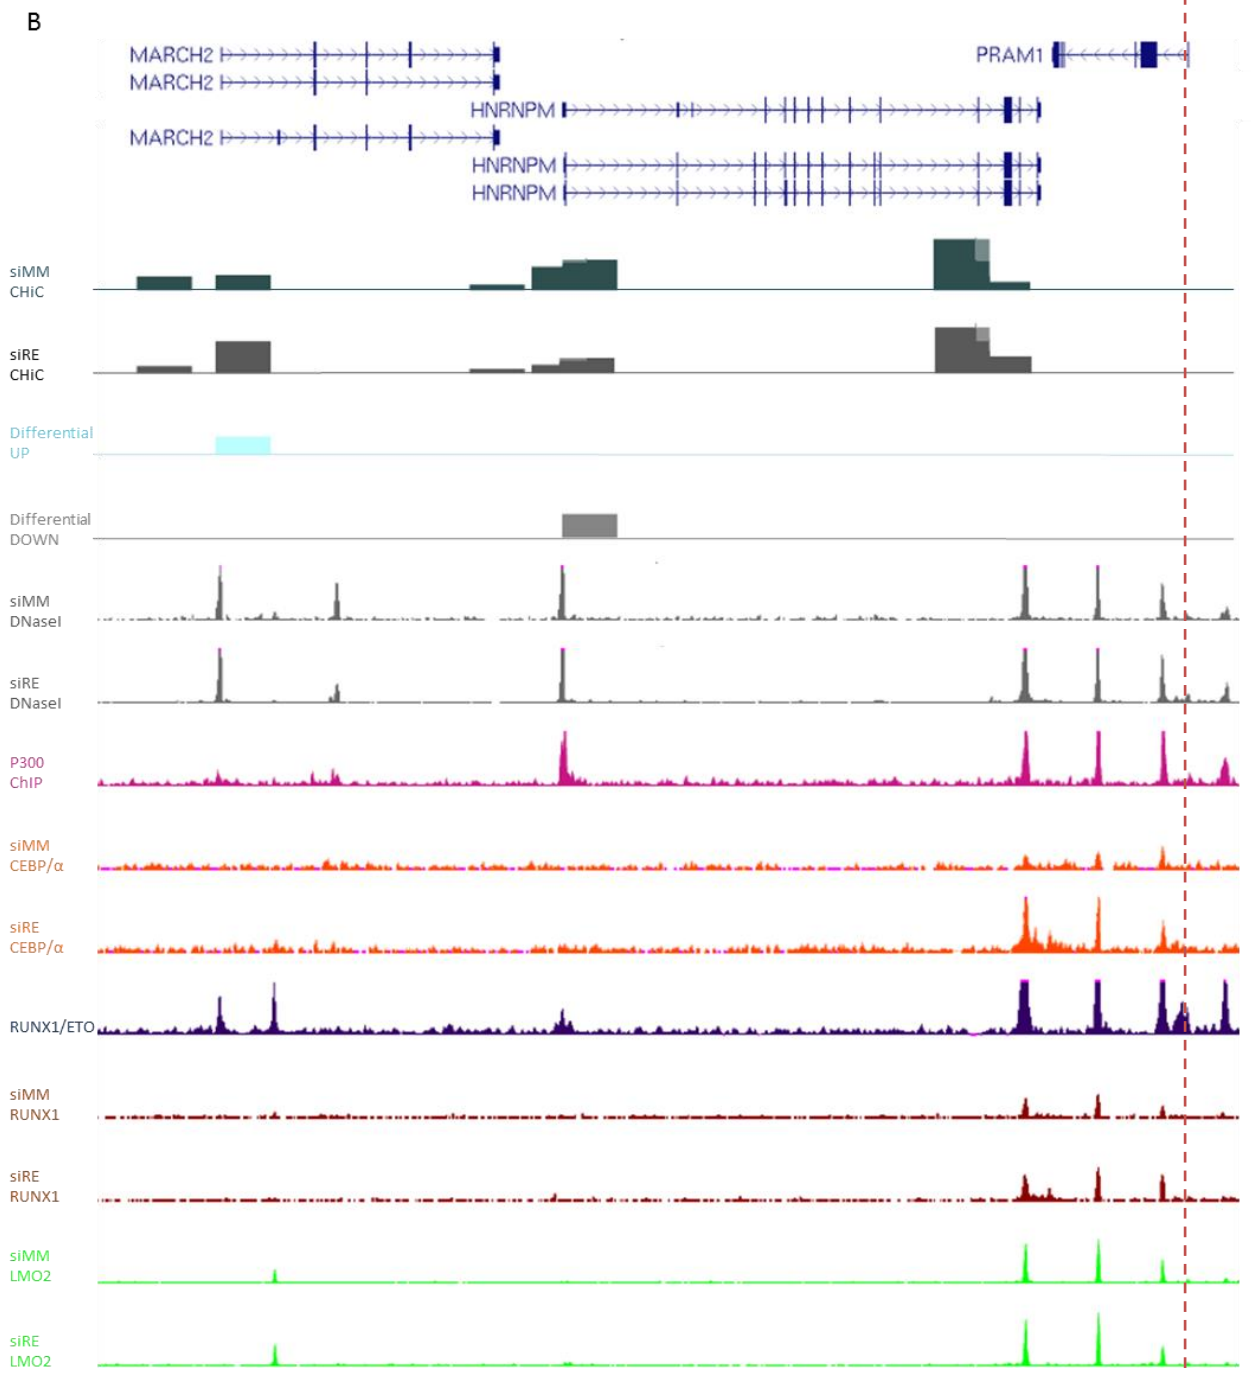 B
MARCH2
PRAM1
MARCH2
HNRNPM
MARCH2
HNRNPM
HNRNPM
siMM
CHiC
siRE
CHiC
Differential
UP
Differential
DOWN
siMM
DNaseI
siRE
DNaseI
P300
ChIP
siMM
CEBP/α
siRE
CEBP/α
RUNX1/ETO
siMM
RUNX1
siRE
RUNX1
siMM
LMO2
siRE
LMO2